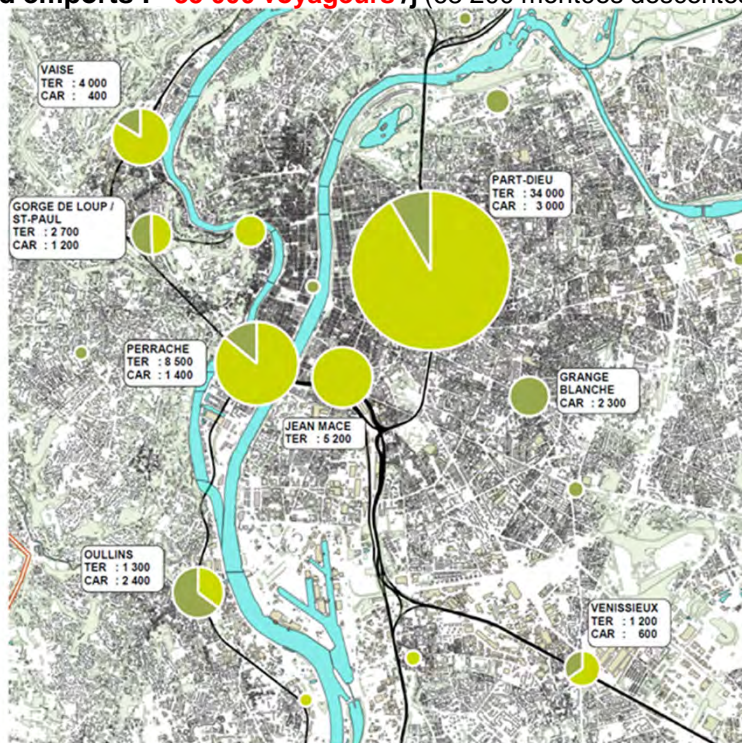 voyageurs /j
VAISE
TER : 4 000
CAR : 400
PART-DIEU
TER : 34 000
CAR : 3 000
GORGE DE LOUP /
ST-PAUL
TER : 2 700
CAR : 1 200
PERRACHE
TER : 8 500
CAR : 1 400
GRANGE
BLANCHE
CAR : 2 300
JEAN MACE
TER : 5 200
OULLINS
TER : 1 300
CAR : 2 400
VENISSIEUX
TER : 1 200
CAR : 600